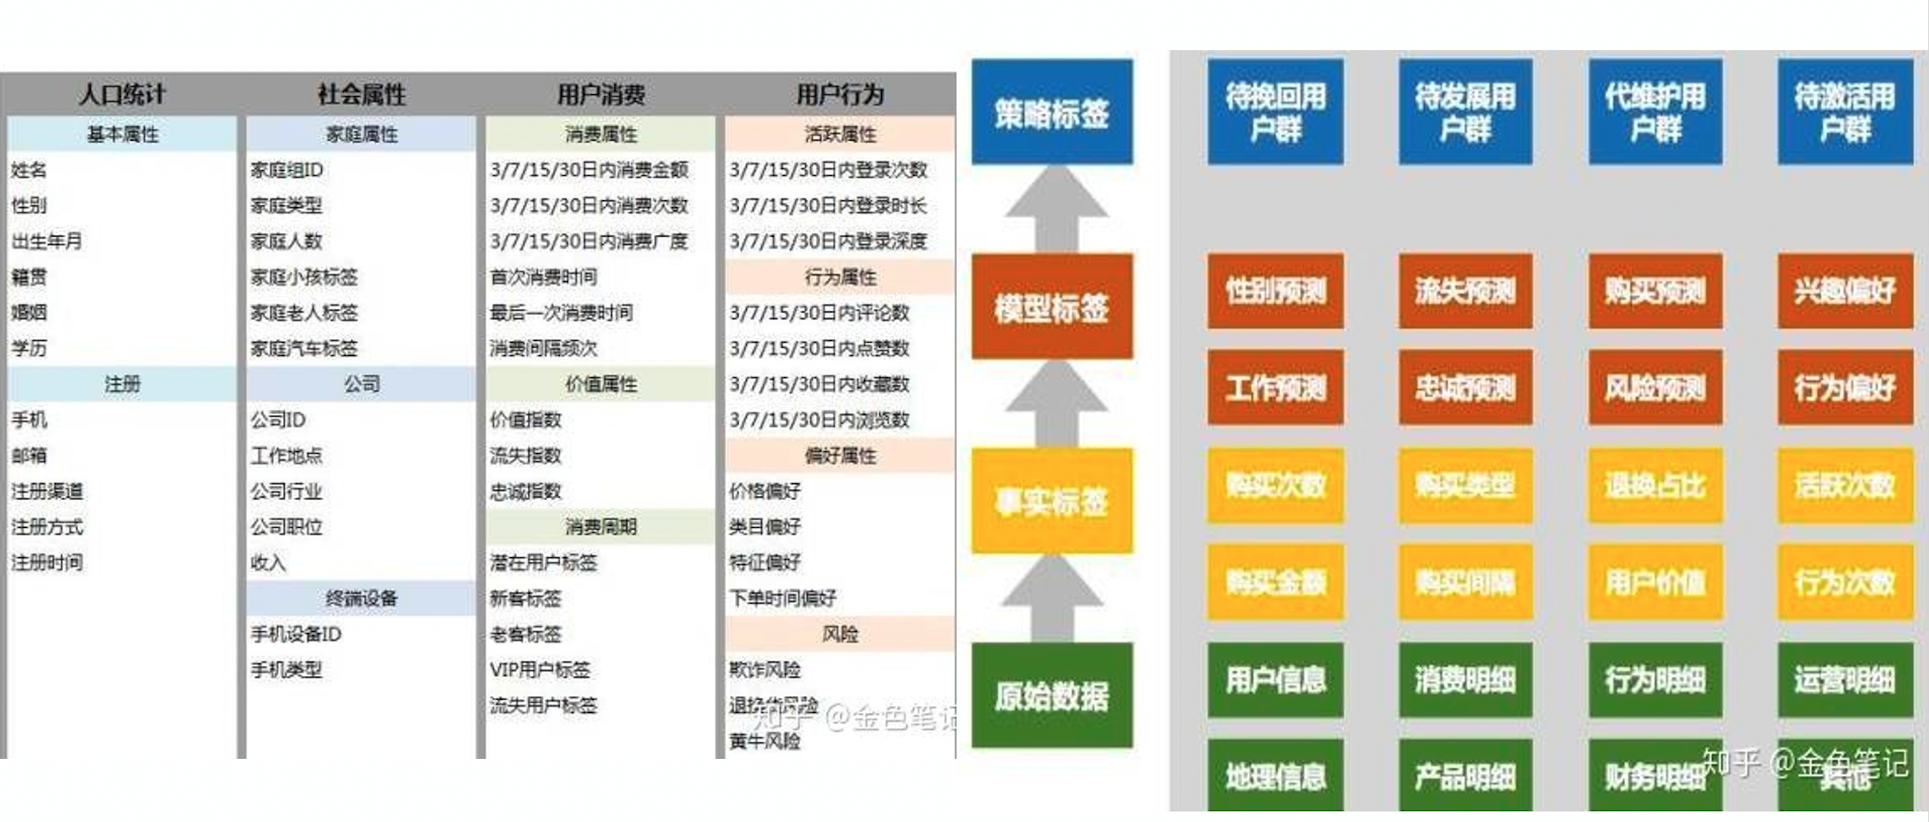 人口统计
基本属性
姓名
性别
出生年月
籍贯
婚姻
学历
注册
手机
邮箱
注册渠道
注册方式
注册时间
社会属性
家庭属性
家庭组ID
家庭类型
家庭人数
家庭小孩标签
家庭老人标签
家庭汽车标签
公司
公司ID
工作地点
公司行业
公司职位
收入
终端设备
手机设备ID
手机类型
用户消费
消费属性
3/7/15/30日内消费金额
3/7/15/30日内消费次数
3/7/15/30日内消费广度
首次消费时间
最后一次消费时间
消费间隔频次
价值属性
价值指数
流失指数
忠诚指数
消费周期
潜在用户标签
新客标签
老客标签
VIP用户标签
流失用户标签
用户行为
活跃属性
3/7/15/30日内登录次数
3/7/15/30日内登录时长
3/7/15/30日内登录深度
行为属性
3/7/15/30日内评论数
3/7/15/30日内点赞数
3/7/15/30日内收藏数
3/7/15/30日内浏览数
偏好属性
价格偏好
类目偏好
特征偏好
下单时间偏好
风险
欺诈风险
退换货风险
黄牛风险
知乎 @金色笔记
策略标签
模型标签
事实标签
原始数据
待挽回用
户群
待发展用
户群
代维护用
户群
待激活用
户群
性别预测
流失预测
购买预测
兴趣偏好
工作预测
忠诚预测
风险预测
行为偏好
购买次数
购买类型
退换占比
活跃次数
购买金额
购买间隔
用户价值
行为次数
用户信息
消费明细
行为明细
运营明细
地理信息
产品明细
财务明细
其他
知乎 @金色笔记